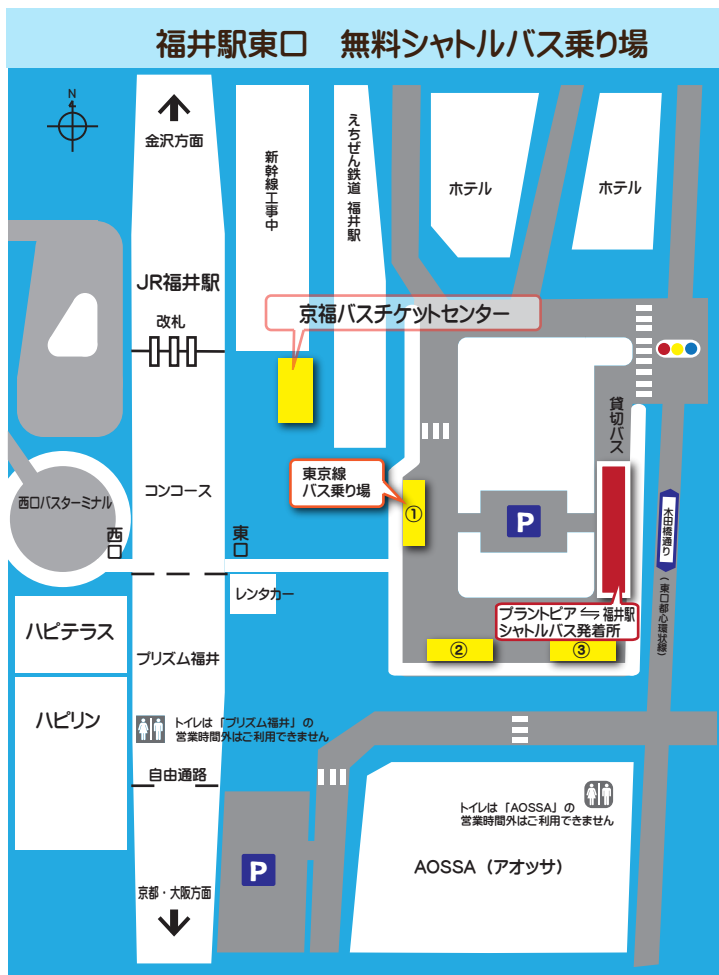 福井駅東口　無料シャトルバス乗り場
N
金沢方面
新幹線工事中
えちぜん鉄道 福井駅
ホテル
ホテル
JR福井駅
改札
京福バスチケットセンター
貸切バス
東京線
バス乗り場
①
P
コンコース
西口バスターミナル
西口
東口
木田橋通り
(東口都心環状線)
レンタカー
プラントピア ⇋ 福井駅
シャトルバス発着所
②
③
ハピテラス
プリズム福井
ハピリン
トイレは「プリズム福井」の
営業時間外はご利用できません
自由通路
トイレは「AOSSA」の
営業時間外はご利用できません
P
AOSSA（アオッサ）
京都・大阪方面